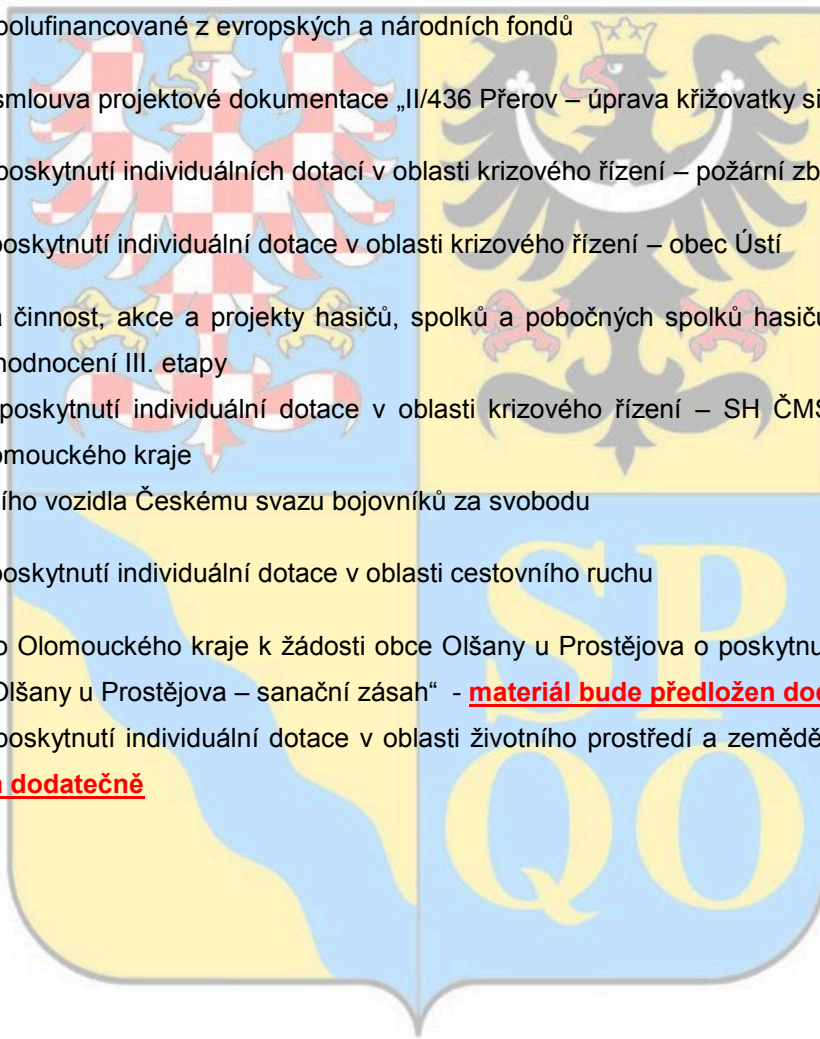 polufinancované z evropských a národních fondů
smlouva projektové dokumentace „II/436 Přerov – úprava křižovatky si
poskytnutí individuálních dotací v oblasti krizového řízení – požární zb
poskytnutí individuální dotace v oblasti krizového řízení – obec Ústí
činnost, akce a projekty hasičů, spolků a pobočných spolků hasičů
hodnocení III. etapy
poskytnutí individuální dotace v oblasti krizového řízení – SH ČMS
omouckého kraje
ího vozidla Českému svazu bojovníků za svobodu
poskytnutí individuální dotace v oblasti cestovního ruchu
o Olomouckého kraje k žádosti obce Olšany u Prostějova o poskytnu
Olšany u Prostějova – sanační zásah“ - materiál bude předložen dod
poskytnutí individuální dotace v oblasti životního prostředí a zeměděl
dodatečně
SP
QO